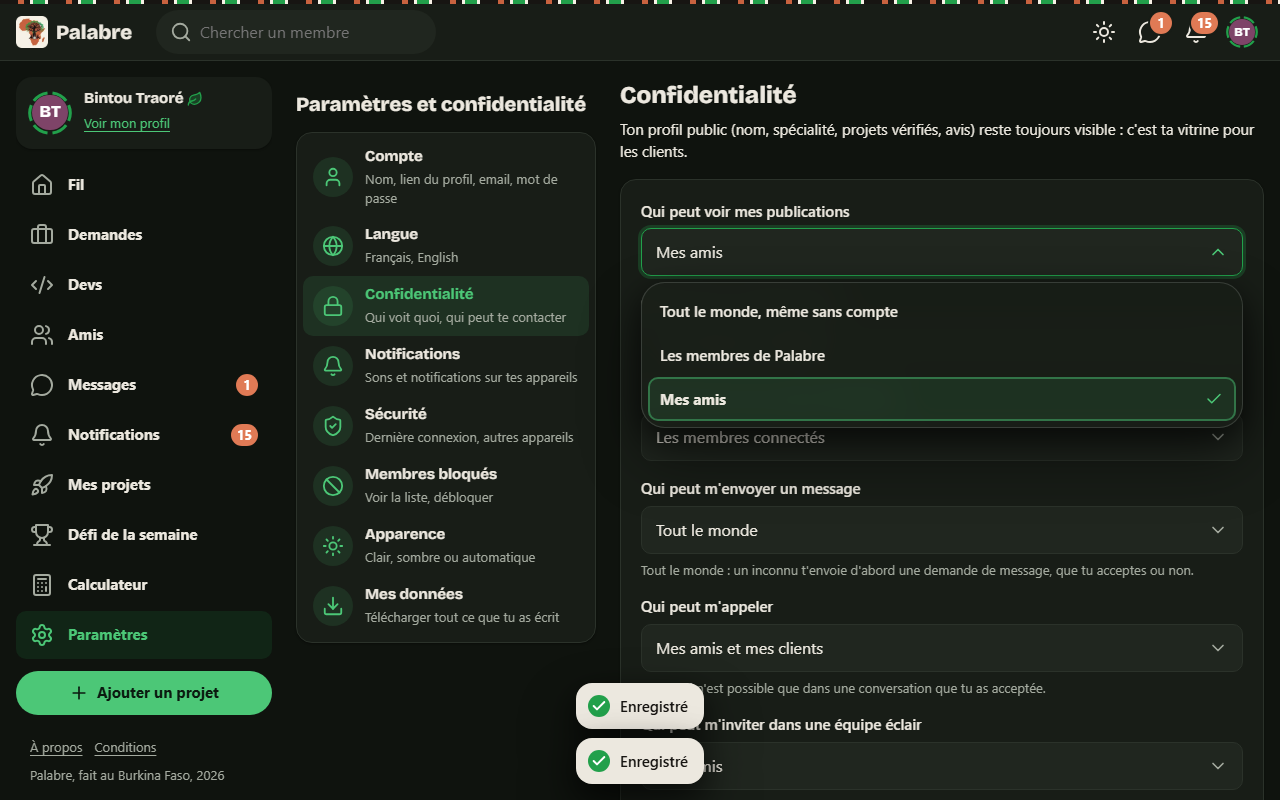 Palabre
Chercher un membre
1
15
BT
BT
Bintou Traoré
Voir mon profil
Fil
Demandes
Devs
Amis
Messages
1
Notifications
15
Mes projets
Défi de la semaine
Calculateur
Paramètres
Ajouter un projet
À propos
Conditions
Palabre, fait au Burkina Faso, 2026
Paramètres et confidentialité
Compte
Nom, lien du profil, email, mot de
passe
Langue
Français, English
Confidentialité
Qui voit quoi, qui peut te contacter
Notifications
Sons et notifications sur tes appareils
Sécurité
Dernière connexion, autres appareils
Membres bloqués
Voir la liste, débloquer
Apparence
Clair, sombre ou automatique
Mes données
Télécharger tout ce que tu as écrit
Confidentialité
Ton profil public (nom, spécialité, projets vérifiés, avis) reste toujours visible : c'est ta vitrine pour
les clients.
Qui peut voir mes publications
Mes amis
Tout le monde, même sans compte
Les membres de Palabre
Mes amis
Les membres connectés
Qui peut m'envoyer un message
Tout le monde
Tout le monde : un inconnu t'envoie d'abord une demande de message, que tu acceptes ou non.
Qui peut m'appeler
Mes amis et mes clients
n'est possible que dans une conversation que tu as acceptée.
m'inviter dans une équipe éclair
Enregistré
Enregistré